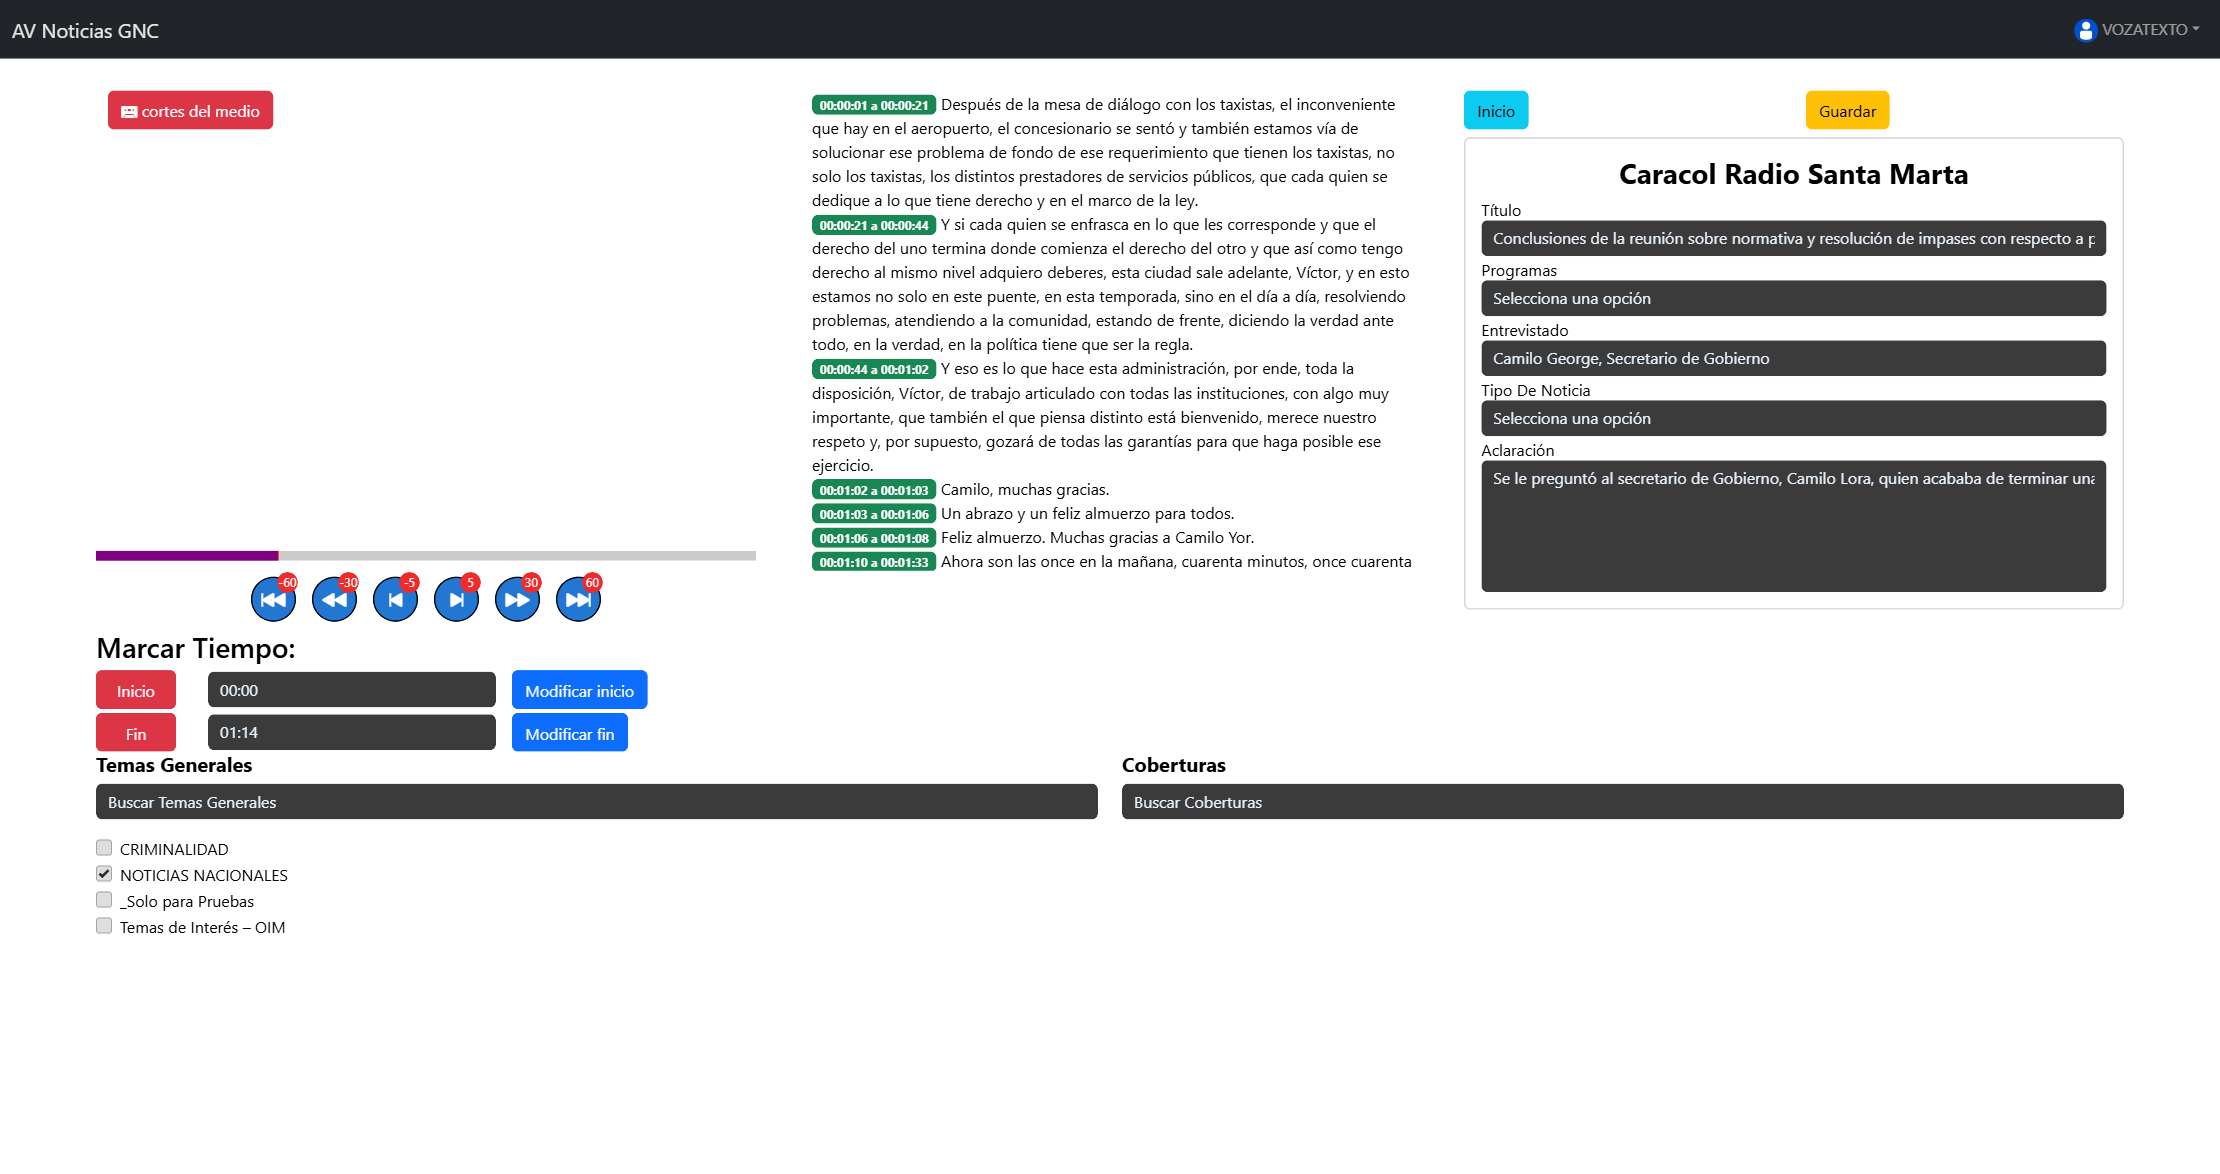 AV Noticias GNC
VOZATEXTO
cortes del medio
-60
-30
-5
5
30
60
Marcar Tiempo:
Inicio
00:00
Modificar inicio
Fin
01:14
Modificar fin
00:00:01 a 00:00:21 Después de la mesa de diálogo con los taxistas, el inconveniente
que hay en el aeropuerto, el concesionario se sentó y también estamos vía de
solucionar ese problema de fondo de ese requerimiento que tienen los taxistas, no
solo los taxistas, los distintos prestadores de servicios públicos, que cada quien se
dedique a lo que tiene derecho y en el marco de la ley.
00:00:21 a 00:00:44 Y si cada quien se enfrasca en lo que les corresponde y que el
derecho del uno termina donde comienza el derecho del otro y que así como tengo
derecho al mismo nivel adquiero deberes, esta ciudad sale adelante, Víctor, y en esto
estamos no solo en este puente, en esta temporada, sino en el día a día, resolviendo
problemas, atendiendo a la comunidad, estando de frente, diciendo la verdad ante
todo, en la verdad, en la política tiene que ser la regla.
00:00:44 a 00:01:02 Y eso es lo que hace esta administración, por ende, toda la
disposición, Víctor, de trabajo articulado con todas las instituciones, con algo muy
importante, que también el que piensa distinto está bienvenido, merece nuestro
respeto y, por supuesto, gozará de todas las garantías para que haga posible ese
ejercicio.
00:01:02 a 00:01:03 Camilo, muchas gracias.
00:01:03 a 00:01:06 Un abrazo y un feliz almuerzo para todos.
00:01:06 a 00:01:08 Feliz almuerzo. Muchas gracias a Camilo Yor.
00:01:10 a 00:01:33 Ahora son las once en la mañana, cuarenta minutos, once cuarenta
Inicio
Guardar
Caracol Radio Santa Marta
Título
Conclusiones de la reunión sobre normativa y resolución de impases con respecto a p
Programas
Selecciona una opción
Entrevistado
Camilo George, Secretario de Gobierno
Tipo De Noticia
Selecciona una opción
Aclaración
Se le preguntó al secretario de Gobierno, Camilo Lora, quien acababa de terminar una
Temas Generales
Buscar Temas Generales
CRIMINALIDAD
NOTICIAS NACIONALES
_Solo para Pruebas
Temas de Interés – OIM
Coberturas
Buscar Coberturas